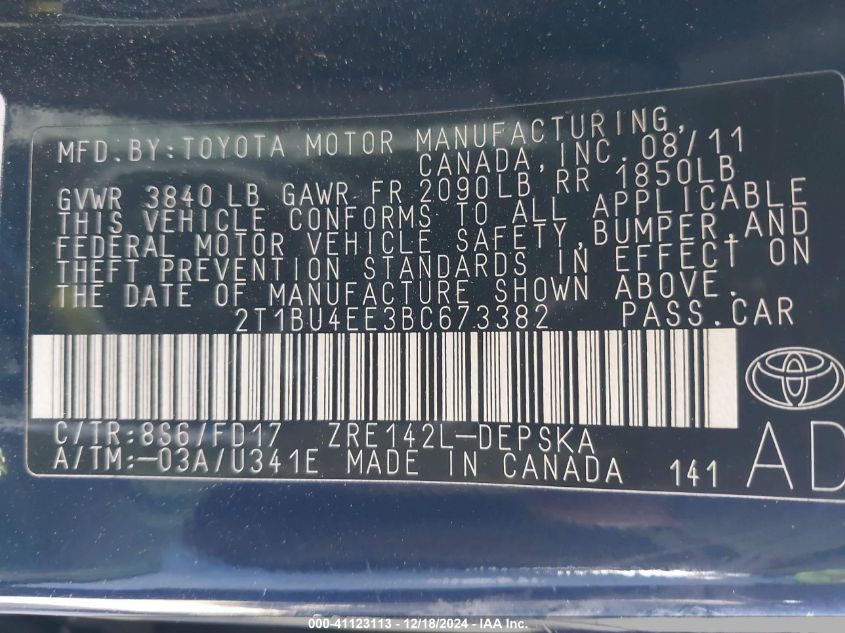 MFD.BY:TOYOTA MOTOR MANUFACTURING,
CANADA,INC. 08/11
GVWR 3840 LB GAWR FR 2090LB RR 1850LB
THIS VEHICLE CONFORMS TO ALL APPLICABLE
FEDERAL MOTOR VEHICLE SAFETY,BUMPER,AND
THEFT PREVENTION STANDARDS IN EFFECT ON
THE DATE OF MANUFACTURE SHOWN ABOVE.
2T1BU4EE3BC673382 PASS.CAR
C/TR:8S6/FD17 ZRE142L-DEPSKA
A/TM:-03A/U341E MADE IN CANADA 141
AD
000-41123113 - 12/18/2024 - IAA Inc.